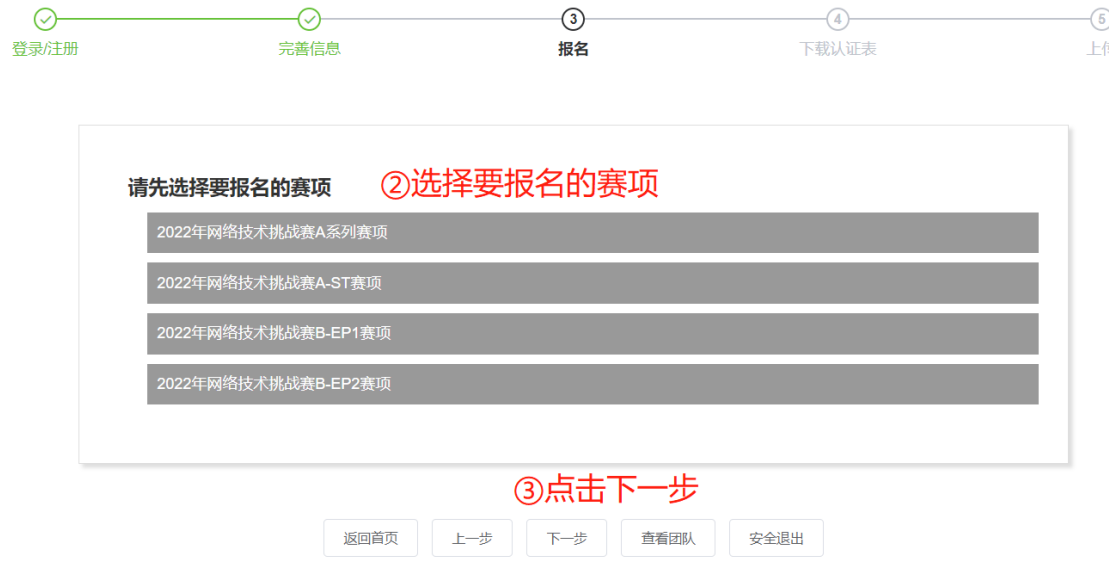 3 4 5
登录/注册 完善信息 报名 下载认证表 上
请先选择要报名的赛项 ②选择要报名的赛项
2022年网络技术挑战赛A系列赛项
2022年网络技术挑战赛A-ST赛项
2022年网络技术挑战赛B-EP1赛项
2022年网络技术挑战赛B-EP2赛项
③点击下一步
返回首页 上一步 下一步 查看团队 安全退出